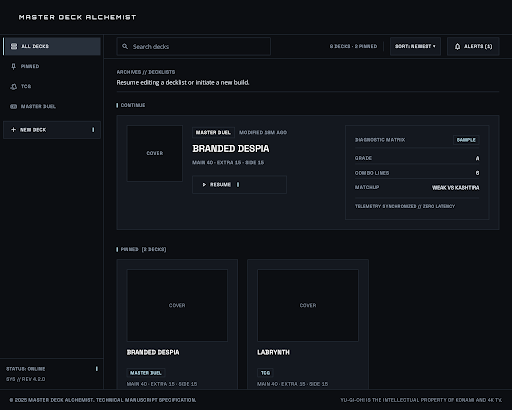 MASTER DECK ALCHEMIST
ALL DECKS
PINNED
TCG
MASTER DUEL
+ NEW DECK
Search decks
8 DECKS · 2 PINNED
SORT: NEWEST ▾
ALERTS (1)
ARCHIVES // DECKLISTS
Resume editing a decklist or initiate a new build.
CONTINUE
COVER
MASTER DUEL MODIFIED 18M AGO
BRANDED DESPIA
MAIN 40 · EXTRA 15 · SIDE 15
RESUME
DIAGNOSTIC MATRIX SAMPLE
GRADE A
COMBO LINES
MATCHUP WEAK VS KASHTIRA
TELEMETRY SYNCHRONIZED // ZERO LATENCY
PINNED [2 DECKS]
COVER
BRANDED DESPIA
MASTER DUEL
MAIN 40 · EXTRA 15 · SIDE 15
COVER
LABRYNTH
TCG
MAIN 40 · EXTRA 15 · SIDE 15
STATUS: ONLINE
SYS // REV 4.2.0
© 2025 MASTER DECK ALCHEMIST. TECHNICAL MANUSCRIPT SPECIFICATION.
YU-GI-OH! IS THE INTELLECTUAL PROPERTY OF KONAMI AND 4K TV.